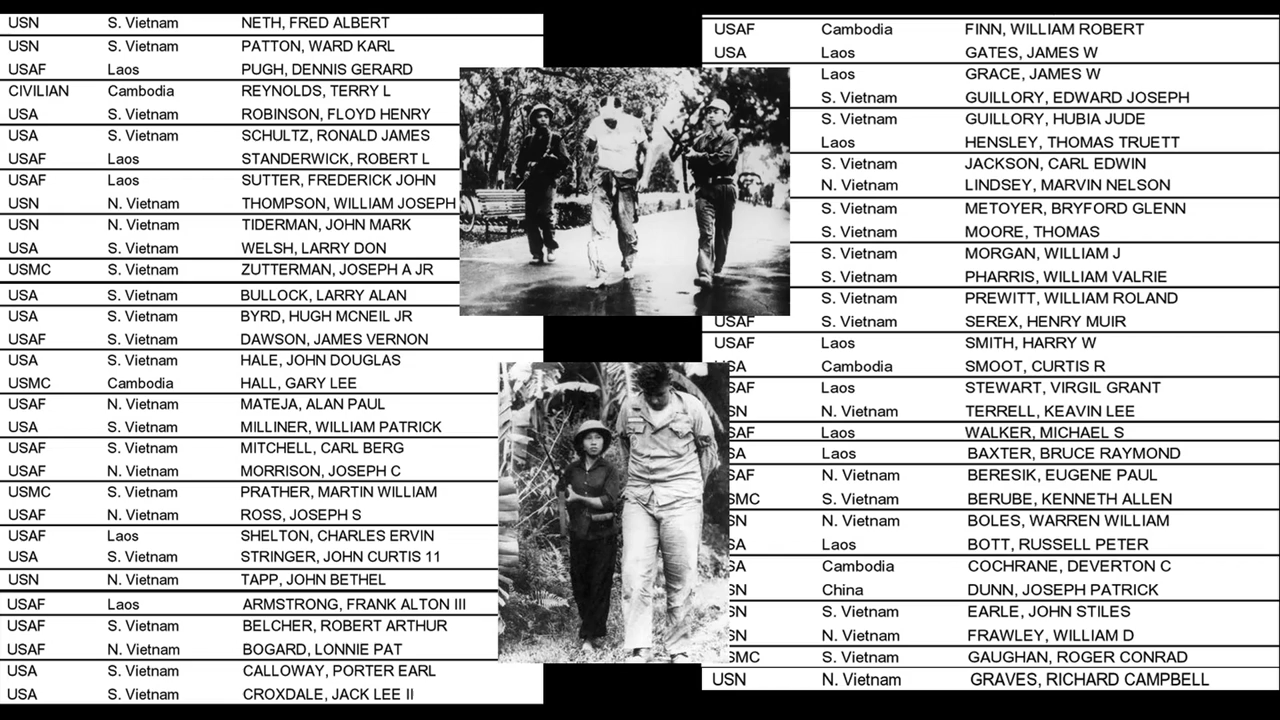 USN S. Vietnam NETH, FRED ALBERT
USN S. Vietnam PATTON, WARD KARL
USAF Laos PUGH, DENNIS GERARD
CIVILIAN Cambodia REYNOLDS, TERRY L
USA S. Vietnam ROBINSON, FLOYD HENRY
USA S. Vietnam SCHULTZ, RONALD JAMES
USAF Laos STANDERWICK, ROBERT L
USAF Laos SUTTER, FREDERICK JOHN
USN N. Vietnam THOMPSON, WILLIAM JOSEPH
USN N. Vietnam TIDERMAN, JOHN MARK
USA S. Vietnam WELSH, LARRY DON
USMC S. Vietnam ZUTTERMAN, JOSEPH A JR
USA S. Vietnam BULLOCK, LARRY ALAN
USA S. Vietnam BYRD, HUGH MCNEIL JR
USAF S. Vietnam DAWSON, JAMES VERNON
USA S. Vietnam HALE, JOHN DOUGLAS
USMC Cambodia HALL, GARY LEE
USAF N. Vietnam MATEJA, ALAN PAUL
USA S. Vietnam MILLINER, WILLIAM PATRICK
USAF S. Vietnam MITCHELL, CARL BERG
USAF N. Vietnam MORRISON, JOSEPH C
USMC S. Vietnam PRATHER, MARTIN WILLIAM
USAF N. Vietnam ROSS, JOSEPH S
USAF Laos SHELTON, CHARLES ERVIN
USA S. Vietnam STRINGER, JOHN CURTIS 11
USN N. Vietnam TAPP, JOHN BETHEL
USAF Laos ARMSTRONG, FRANK ALTON III
USAF S. Vietnam BELCHER, ROBERT ARTHUR
USAF N. Vietnam BOGARD, LONNIE PAT
USA S. Vietnam CALLOWAY, PORTER EARL
USA S. Vietnam CROXDALE, JACK LEE II
USAF Cambodia FINN, WILLIAM ROBERT
USA Laos GATES, JAMES W
Laos GRACE, JAMES W
S. Vietnam GUILLORY, EDWARD JOSEPH
S. Vietnam GUILLORY, HUBIA JUDE
Laos HENSLEY, THOMAS TRUETT
S. Vietnam JACKSON, CARL EDWIN
N. Vietnam LINDSEY, MARVIN NELSON
S. Vietnam METOYER, BRYFORD GLENN
S. Vietnam MOORE, THOMAS
S. Vietnam MORGAN, WILLIAM J
S. Vietnam PHARRIS, WILLIAM VALRIE
S. Vietnam PREWITT, WILLIAM ROLAND
USAF S. Vietnam SEREX, HENRY MUIR
USAF Laos SMITH, HARRY W
USA Cambodia SMOOT, CURTIS R
SAF Laos STEWART, VIRGIL GRANT
SN N. Vietnam TERRELL, KEAVIN LEE
SAF Laos WALKER, MICHAEL S
SA Laos BAXTER, BRUCE RAYMOND
SAF N. Vietnam BERESIK, EUGENE PAUL
SMC S. Vietnam BERUBE, KENNETH ALLEN
SN N. Vietnam BOLES, WARREN WILLIAM
SA Laos BOTT, RUSSELL PETER
SA Cambodia COCHRANE, DEVERTON C
SN China DUNN, JOSEPH PATRICK
SN S. Vietnam EARLE, JOHN STILES
SN N. Vietnam FRAWLEY, WILLIAM D
SMC S. Vietnam GAUGHAN, ROGER CONRAD
USN N. Vietnam GRAVES, RICHARD CAMPBELL